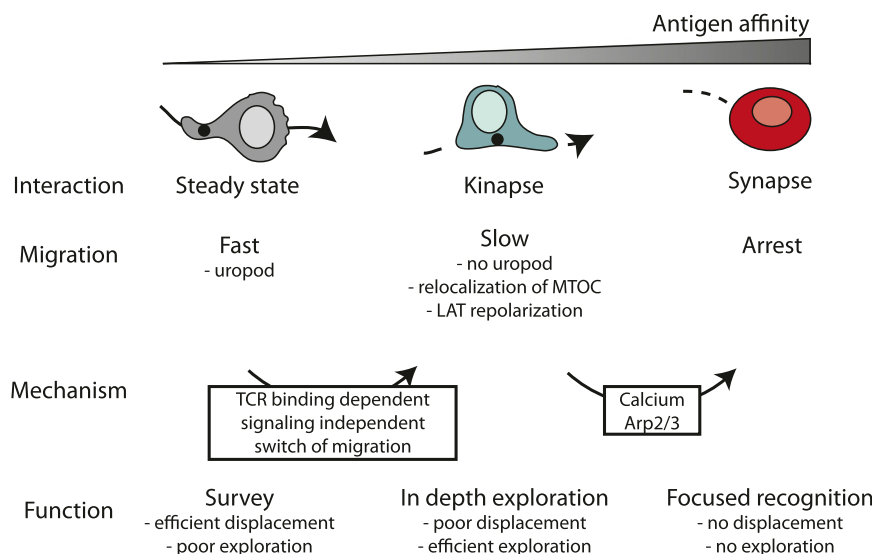 Antigen affinity
Interaction Steady state Kinapse Synapse
Migration Fast Slow Arrest
- uropod - no uropod
- relocalization of MTOC
- LAT repolarization
Mechanism
TCR binding dependent
signaling independent
switch of migration
Calcium
Arp2/3
Function Survey In depth exploration Focused recognition
- efficient displacement - poor displacement - no displacement
- poor exploration - efficient exploration - no exploration